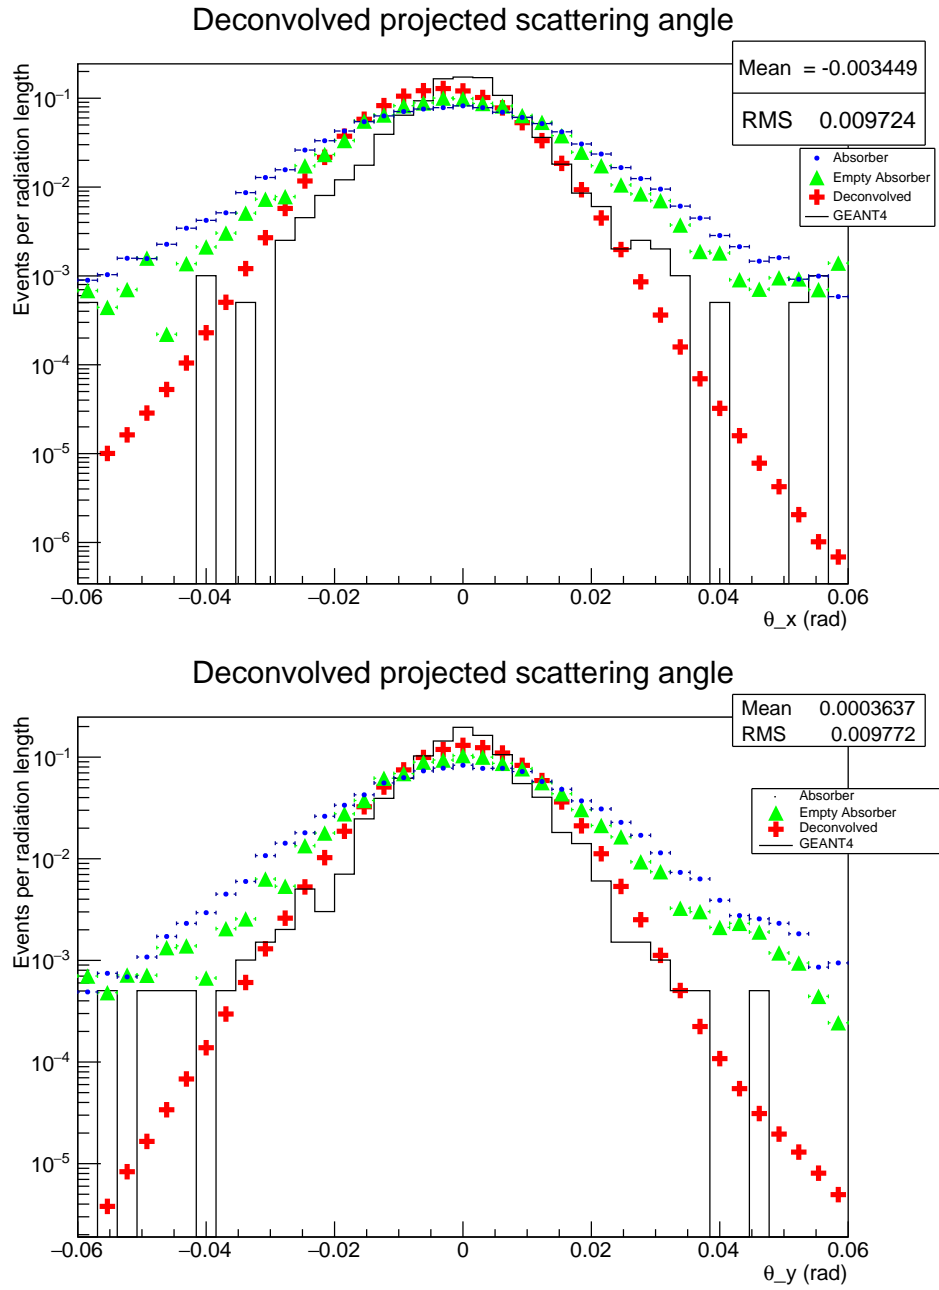 Deconvolved projected scattering angle
Mean = -0.003449
RMS 0.009724
Absorber
Empty Absorber
Deconvolved
GEANT4
Events per radiation length
10−1
10−2
10−3
10−4
10−5
10−6
−0.06 −0.04 −0.02 0 0.02 0.04 0.06
θ_x (rad)
Deconvolved projected scattering angle
Mean 0.0003637
RMS 0.009772
Absorber
Empty Absorber
Deconvolved
GEANT4
Events per radiation length
10−1
10−2
10−3
10−4
10−5
−0.06 −0.04 −0.02 0 0.02 0.04 0.06
θ_y (rad)